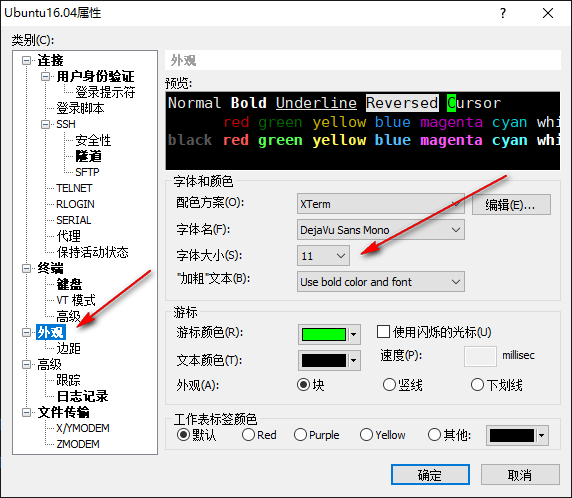 Ubuntu16.04属性
类别(C):
连接
用户身份验证
登录提示符
登录脚本
SSH
安全性
隧道
SFTP
TELNET
RLOGIN
SERIAL
代理
保持活动状态
终端
键盘
VT 模式
高级
外观
边距
高级
跟踪
日志记录
文件传输
X/YMODEM
ZMODEM
外观
预览:
Normal Bold Underline Reversed Cursor
red green yellow blue magenta cyan whi
black red green yellow blue magenta cyan whi
字体和颜色
配色方案(O): XTerm 编辑(E)...
字体名(F): DejaVu Sans Mono
字体大小(S): 11
"加粗"文本(B): Use bold color and font
游标
游标颜色(R): 使用闪烁的光标(U)
文本颜色(T): 速度(P): millisec
外观(A): 块 竖线 下划线
工作表标签颜色
默认 Red Purple Yellow 其他:
确定 取消